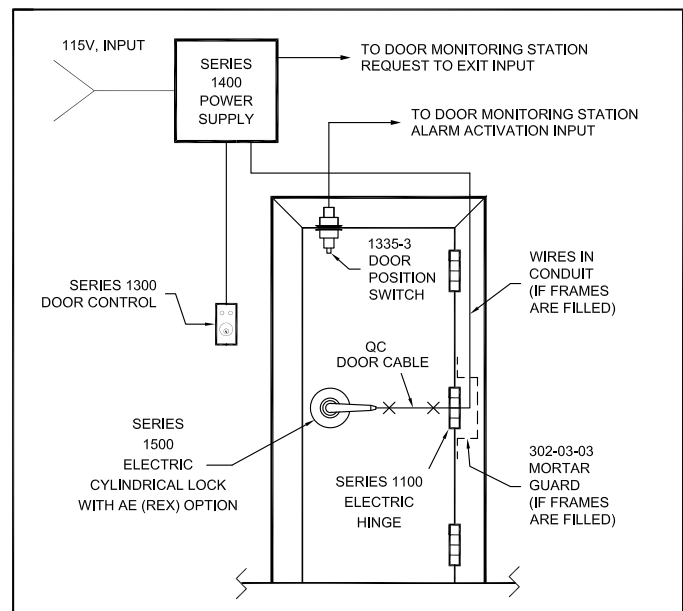 115V, INPUT
SERIES
1400
POWER
SUPPLY
TO DOOR MONITORING STATION
REQUEST TO EXIT INPUT
TO DOOR MONITORING STATION
ALARM ACTIVATION INPUT
1335-3
DOOR
POSITION
SWITCH
WIRES IN
CONDUIT
(IF FRAMES
ARE FILLED)
SERIES 1300
DOOR CONTROL
QC
DOOR CABLE
SERIES
1500
ELECTRIC
CYLINDRICAL LOCK
WITH AE (REX) OPTION
SERIES 1100
ELECTRIC
HINGE
302-03-03
MORTAR
GUARD
(IF FRAMES
ARE FILLED)